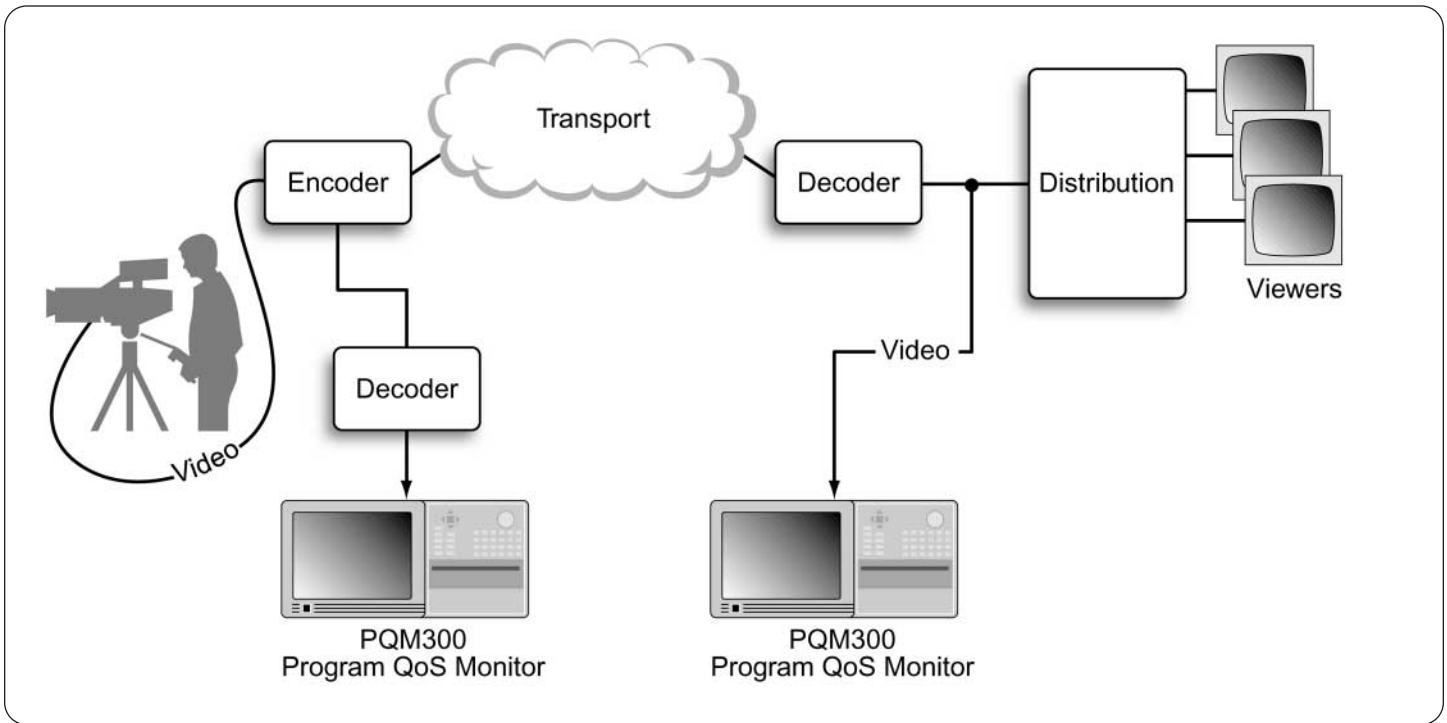 Transport
Encoder
Decoder
Distribution
Viewers
Video
Decoder
Video
PQM300
Program QoS Monitor
PQM300
Program QoS Monitor